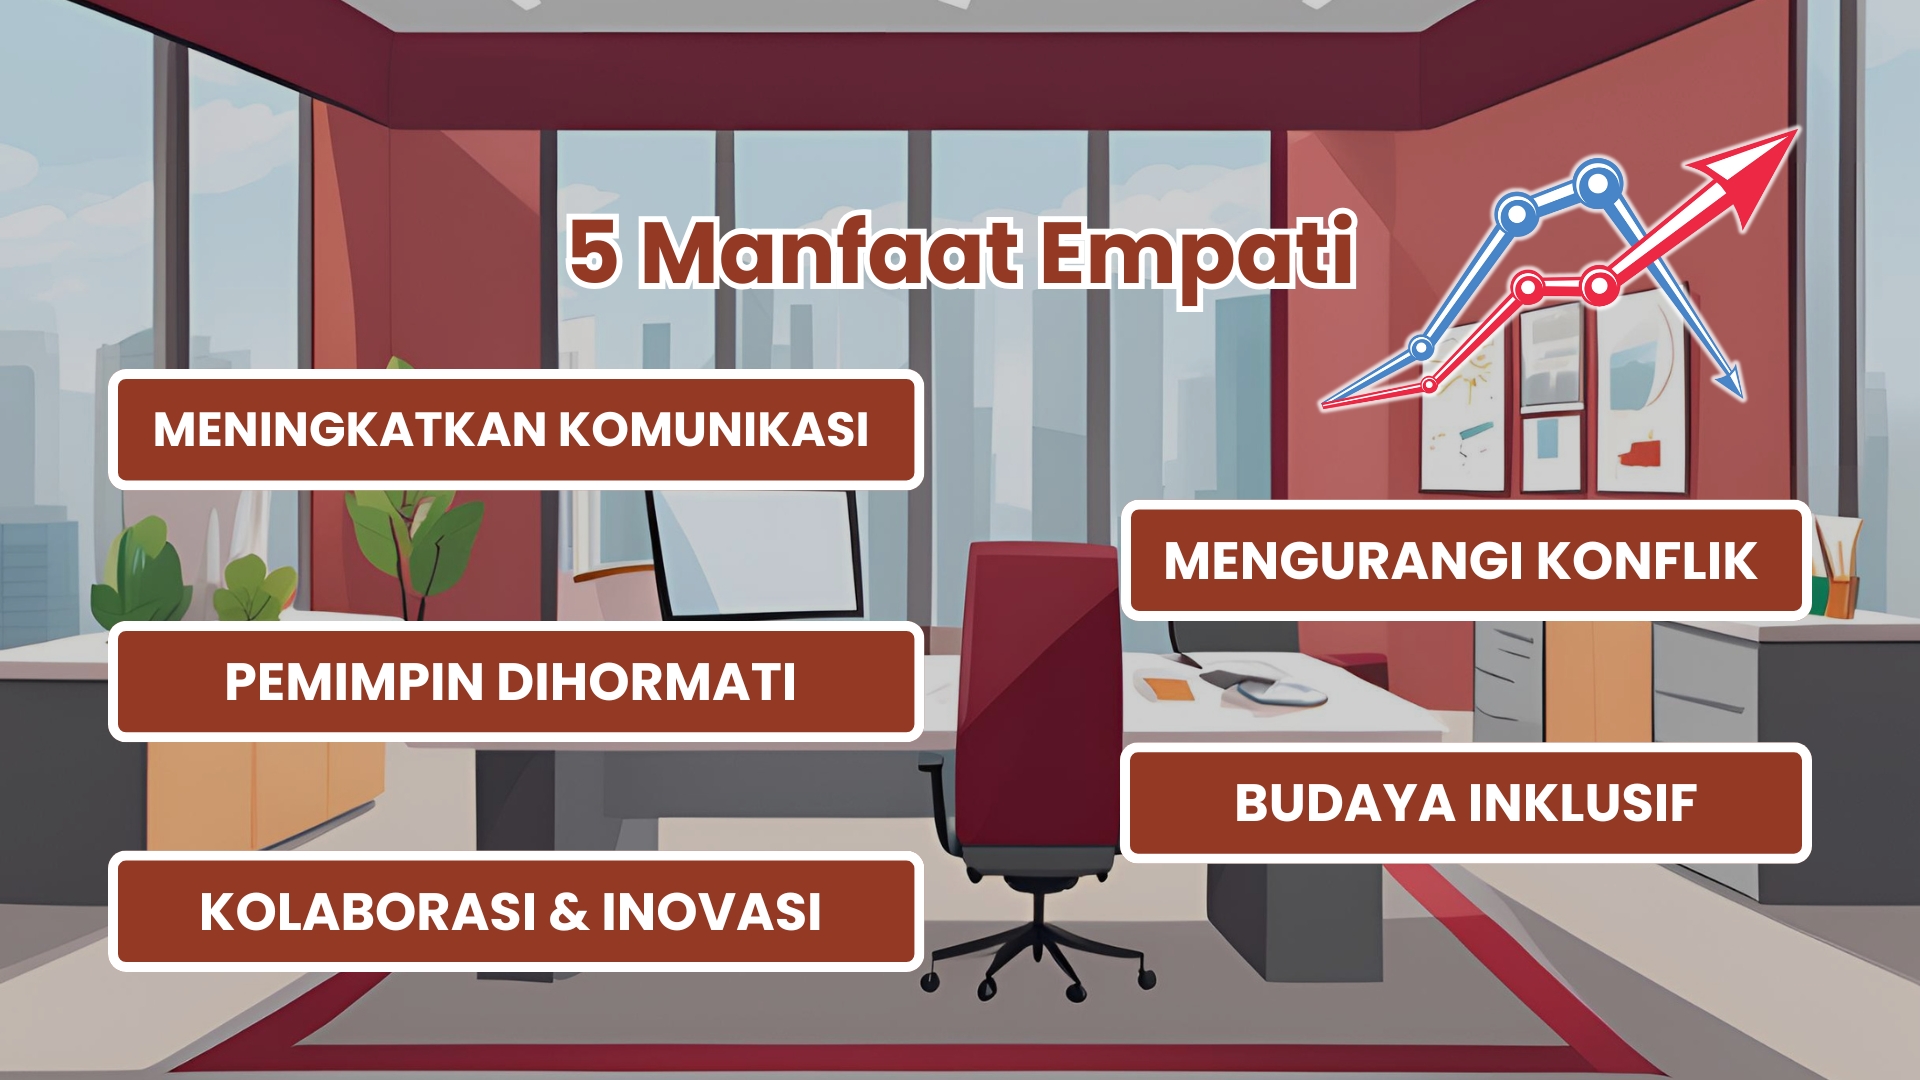 5 Manfaat Empati
MENINGKATKAN KOMUNIKASI
MENGURANGI KONFLIK
PEMIMPIN DIHORMATI
BUDAYA INKLUSIF
KOLABORASI & INOVASI